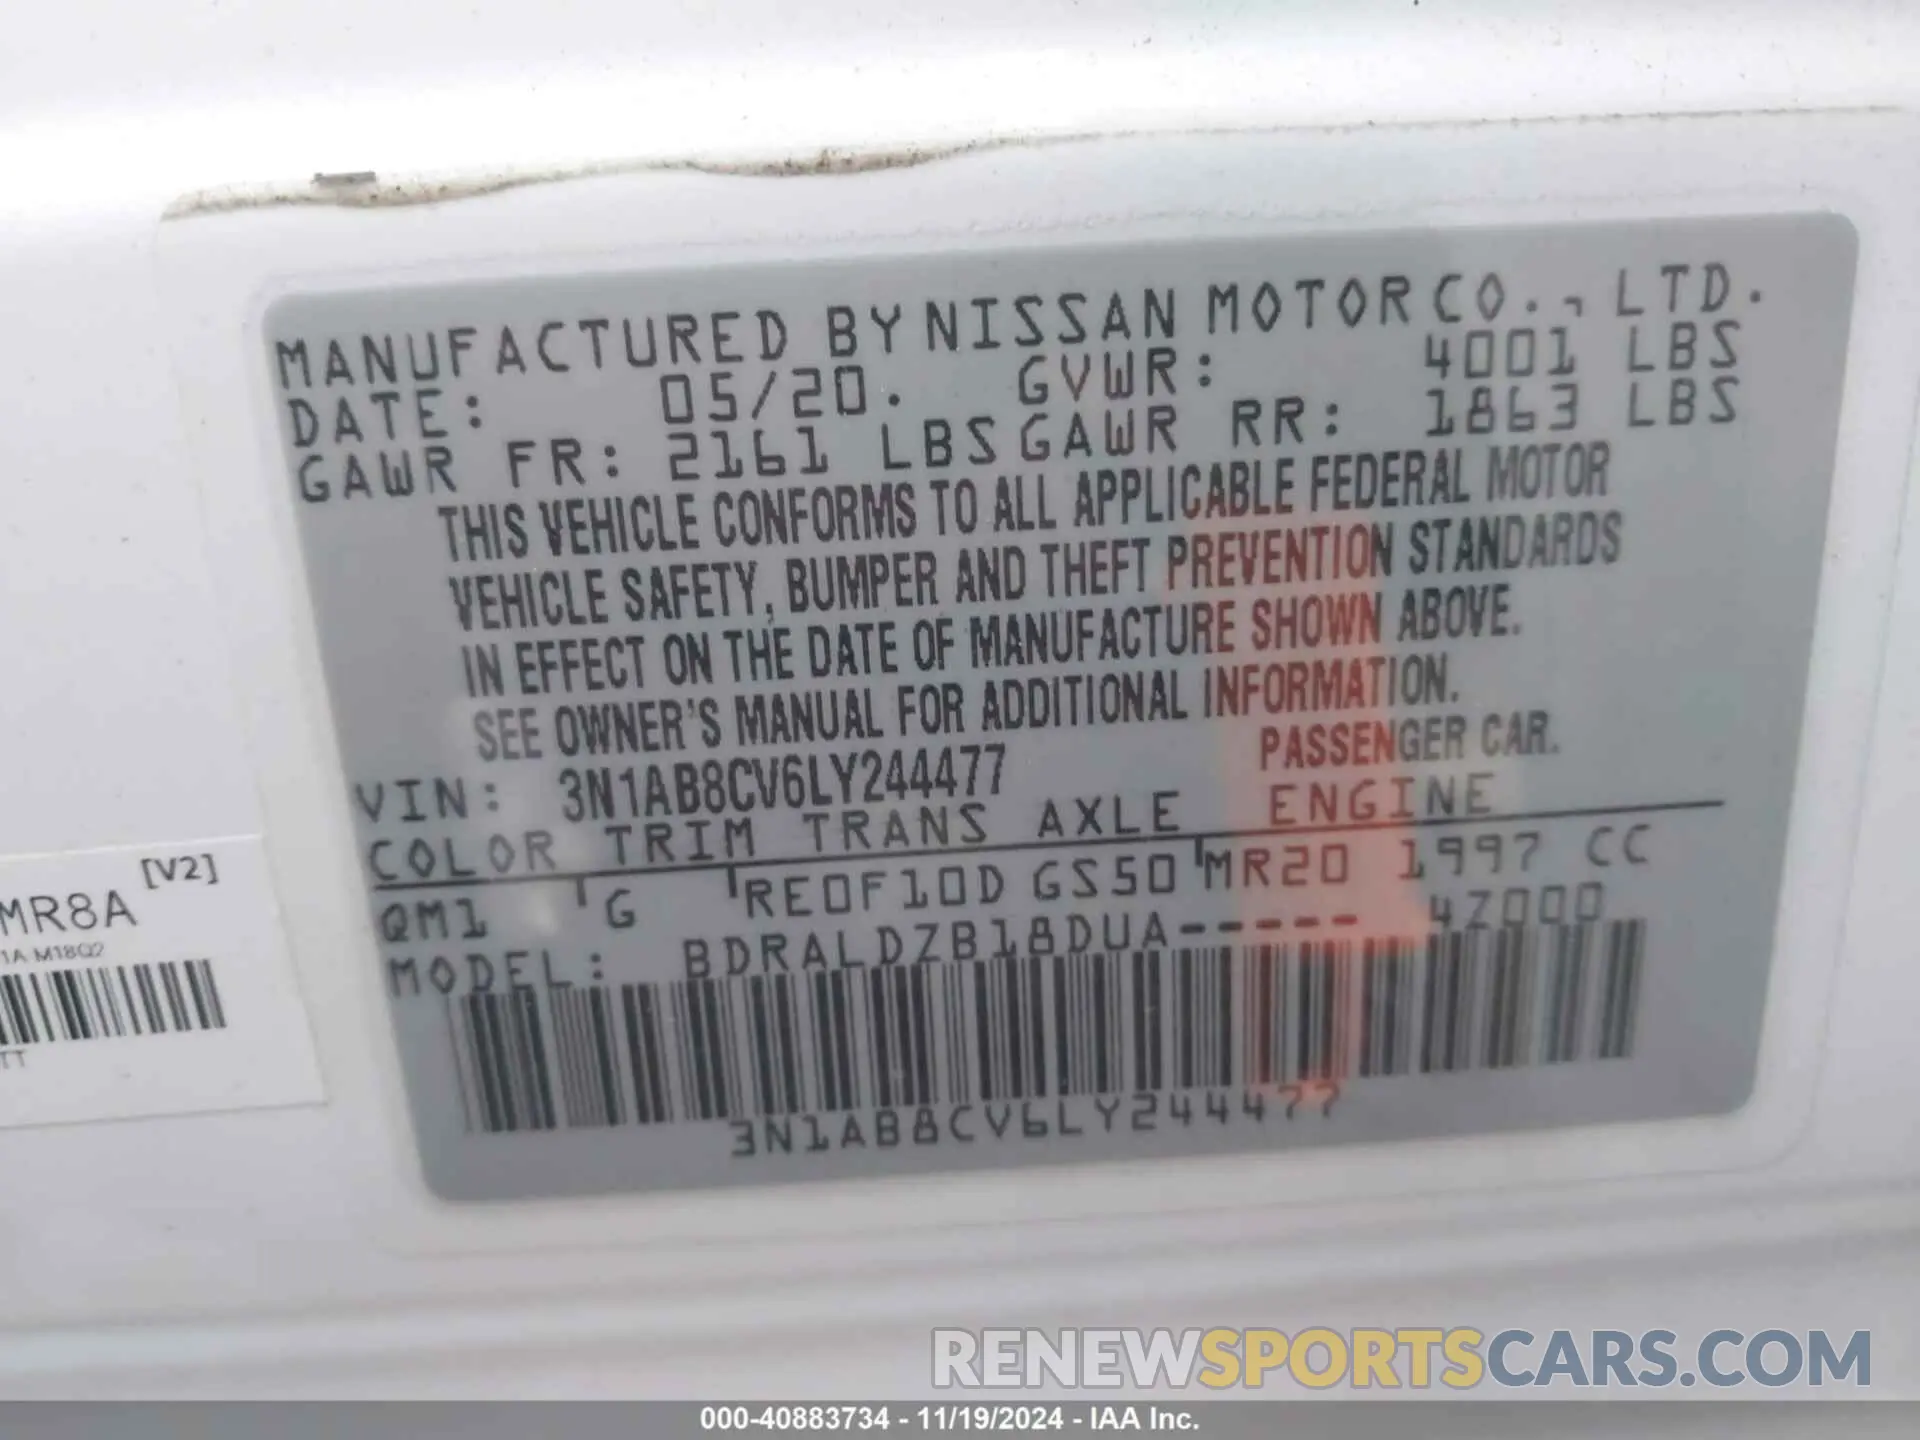 MANUFACTURED BY NISSAN MOTOR CO., LTD.
DATE: 05/20. GVWR: 4001 LBS
GAWR FR: 2161 LBS GAWR RR: 1863 LBS
THIS VEHICLE CONFORMS TO ALL APPLICABLE FEDERAL MOTOR
VEHICLE SAFETY, BUMPER AND THEFT PREVENTION STANDARDS
IN EFFECT ON THE DATE OF MANUFACTURE SHOWN ABOVE.
SEE OWNER'S MANUAL FOR ADDITIONAL INFORMATION.
VIN: 3N1AB8CV6LY244477 PASSENGER CAR.
COLOR TRIM TRANS AXLE ENGINE
QM1 G RE0F10D GS50 MR20 1997 CC
MODEL: BDRALDZB18DUA----- 4Z000
3N1AB8CV6LY244477
[V2]
MR8A
1A-M18Q2
TT
RENEWSPORTSCARS.COM
000-40883734 - 11/19/2024 - IAA Inc.